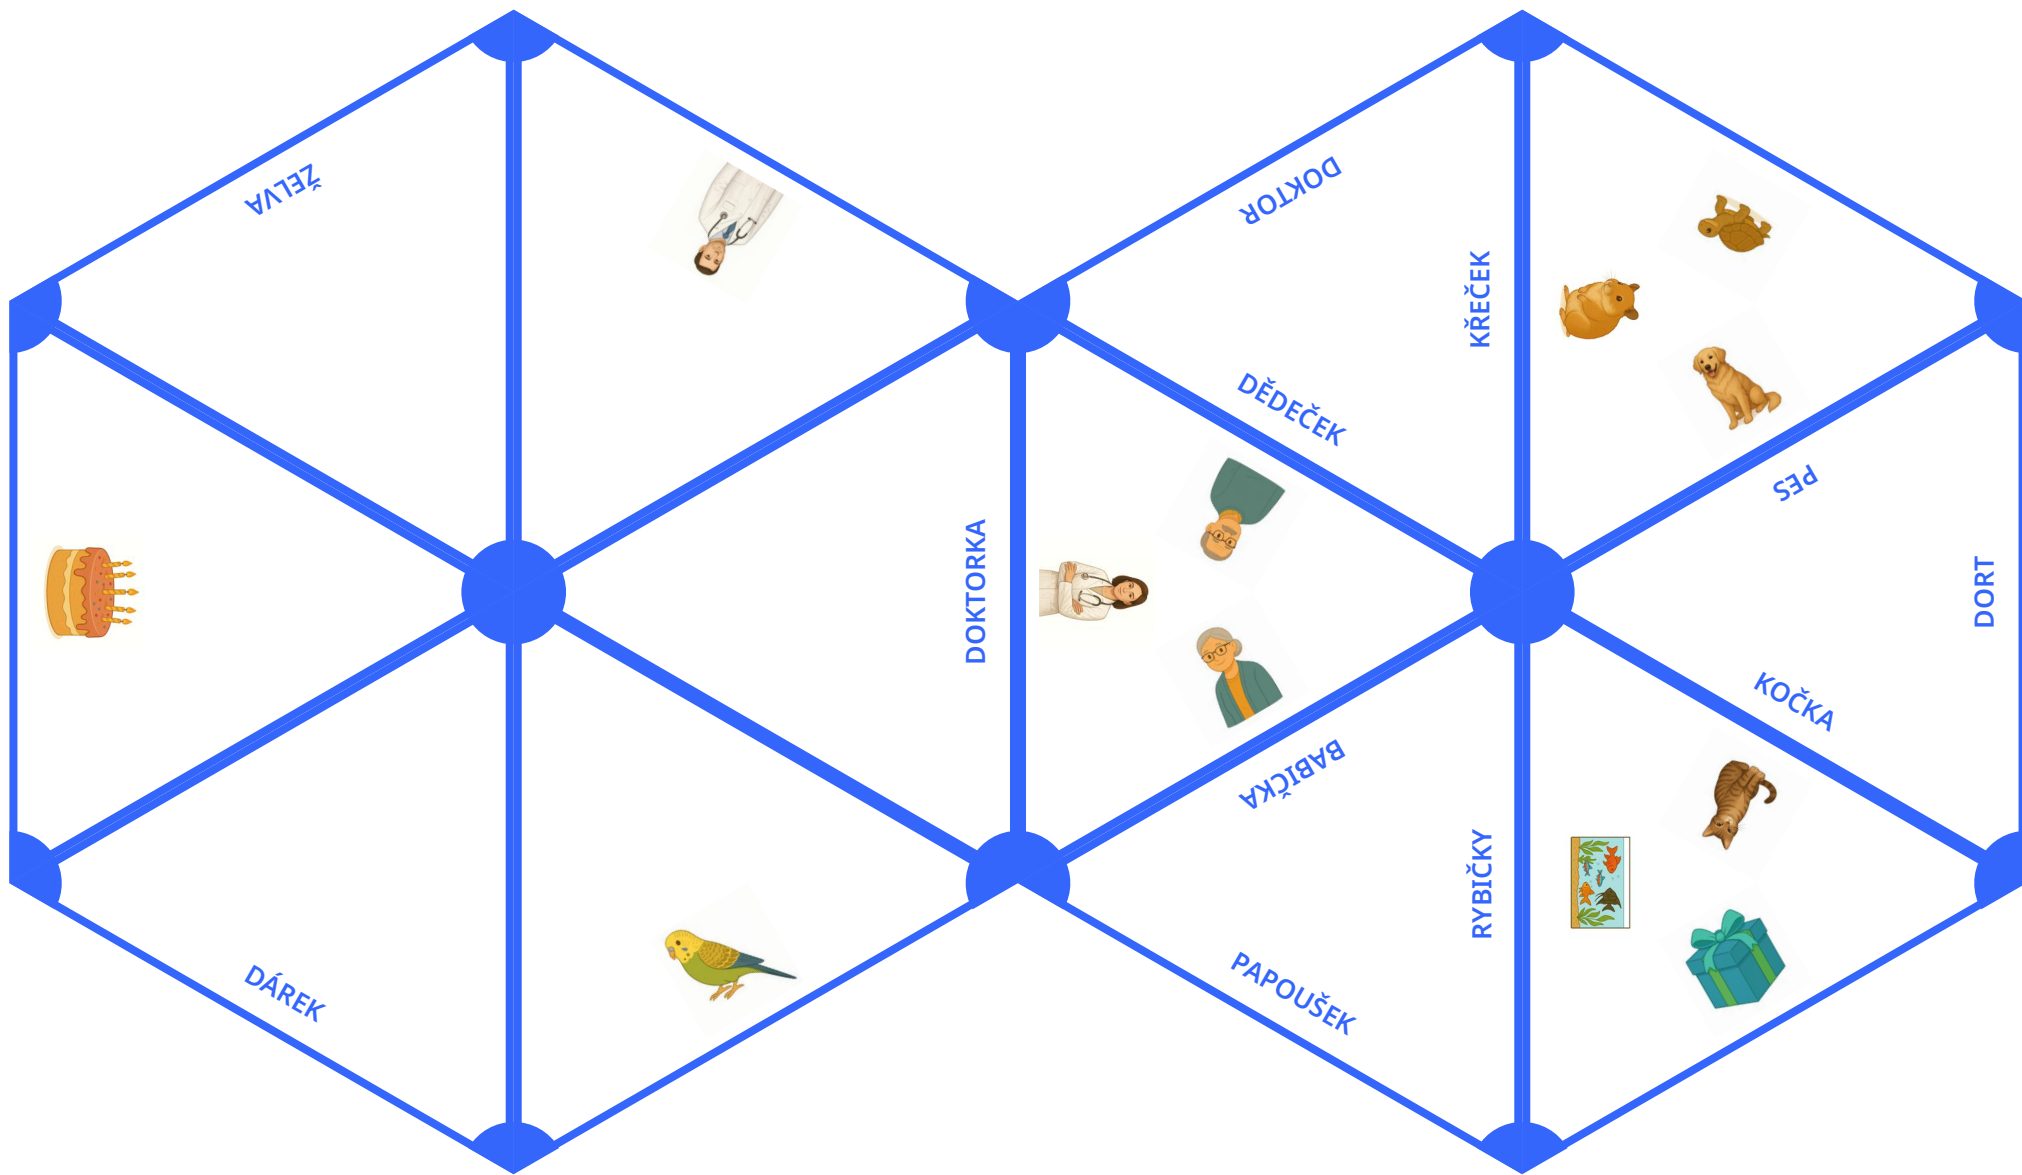 ŽELVA
DOKTOR
KŘEČEK
DĚDEČEK
PES
DOKTORKA
DORT
KOČKA
BABIČKA
RYBIČKY
DÁREK
PAPOUŠEK